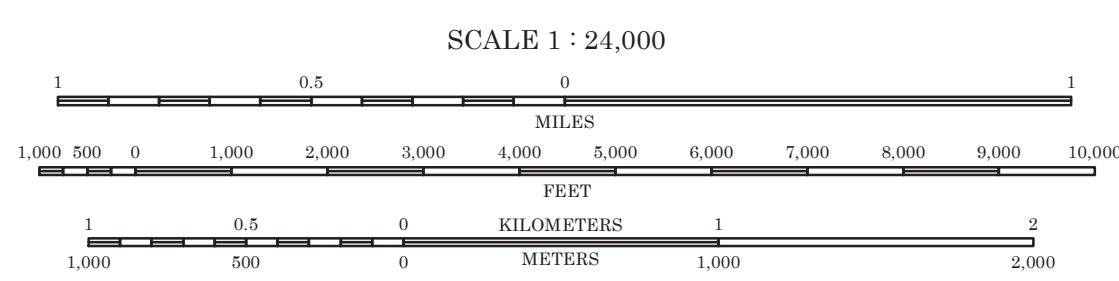 SCALE 1 : 24,000
1 0.5 0 1
MILES
1,000 500 0 1,000 2,000 3,000 4,000 5,000 6,000 7,000 8,000 9,000 10,000
FEET
1 0.5 0 KILOMETERS 1 2
1,000 500 0 METERS 1,000 2,000